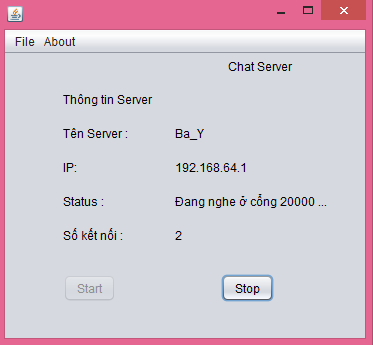 File About
Chat Server
Thông tin Server
Tên Server : Ba_Y
IP: 192.168.64.1
Status : Đang nghe ở cổng 20000 ...
Số kết nối : 2
Start Stop